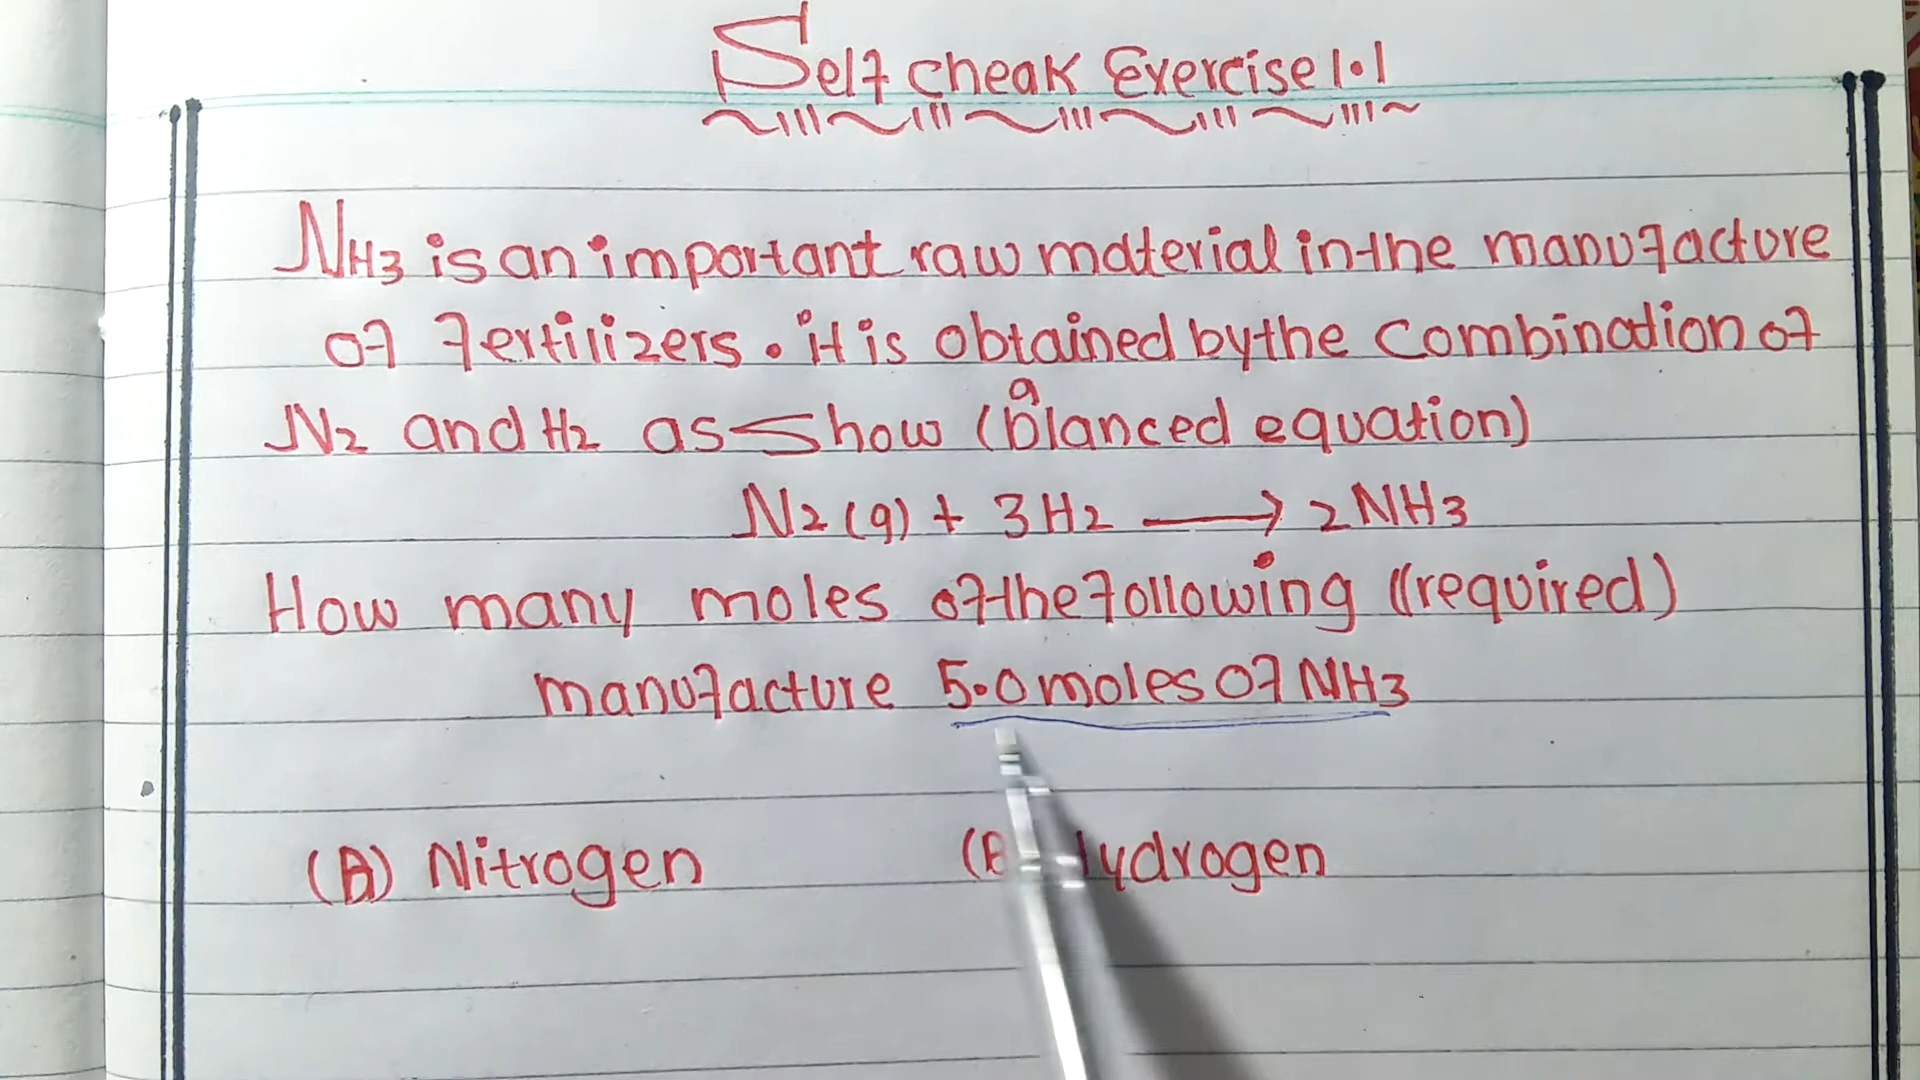 Self cheak Exercise 1.1
NH3 is an important raw material in the manufacture
of fertilizers. it is obtained by the combination of
N2 and H2 as show (balanced equation)
N2(g) + 3H2 → 2NH3
How many moles of the following ((required)
manufacture 5.0 moles of NH3
(A) Nitrogen (B) Hydrogen